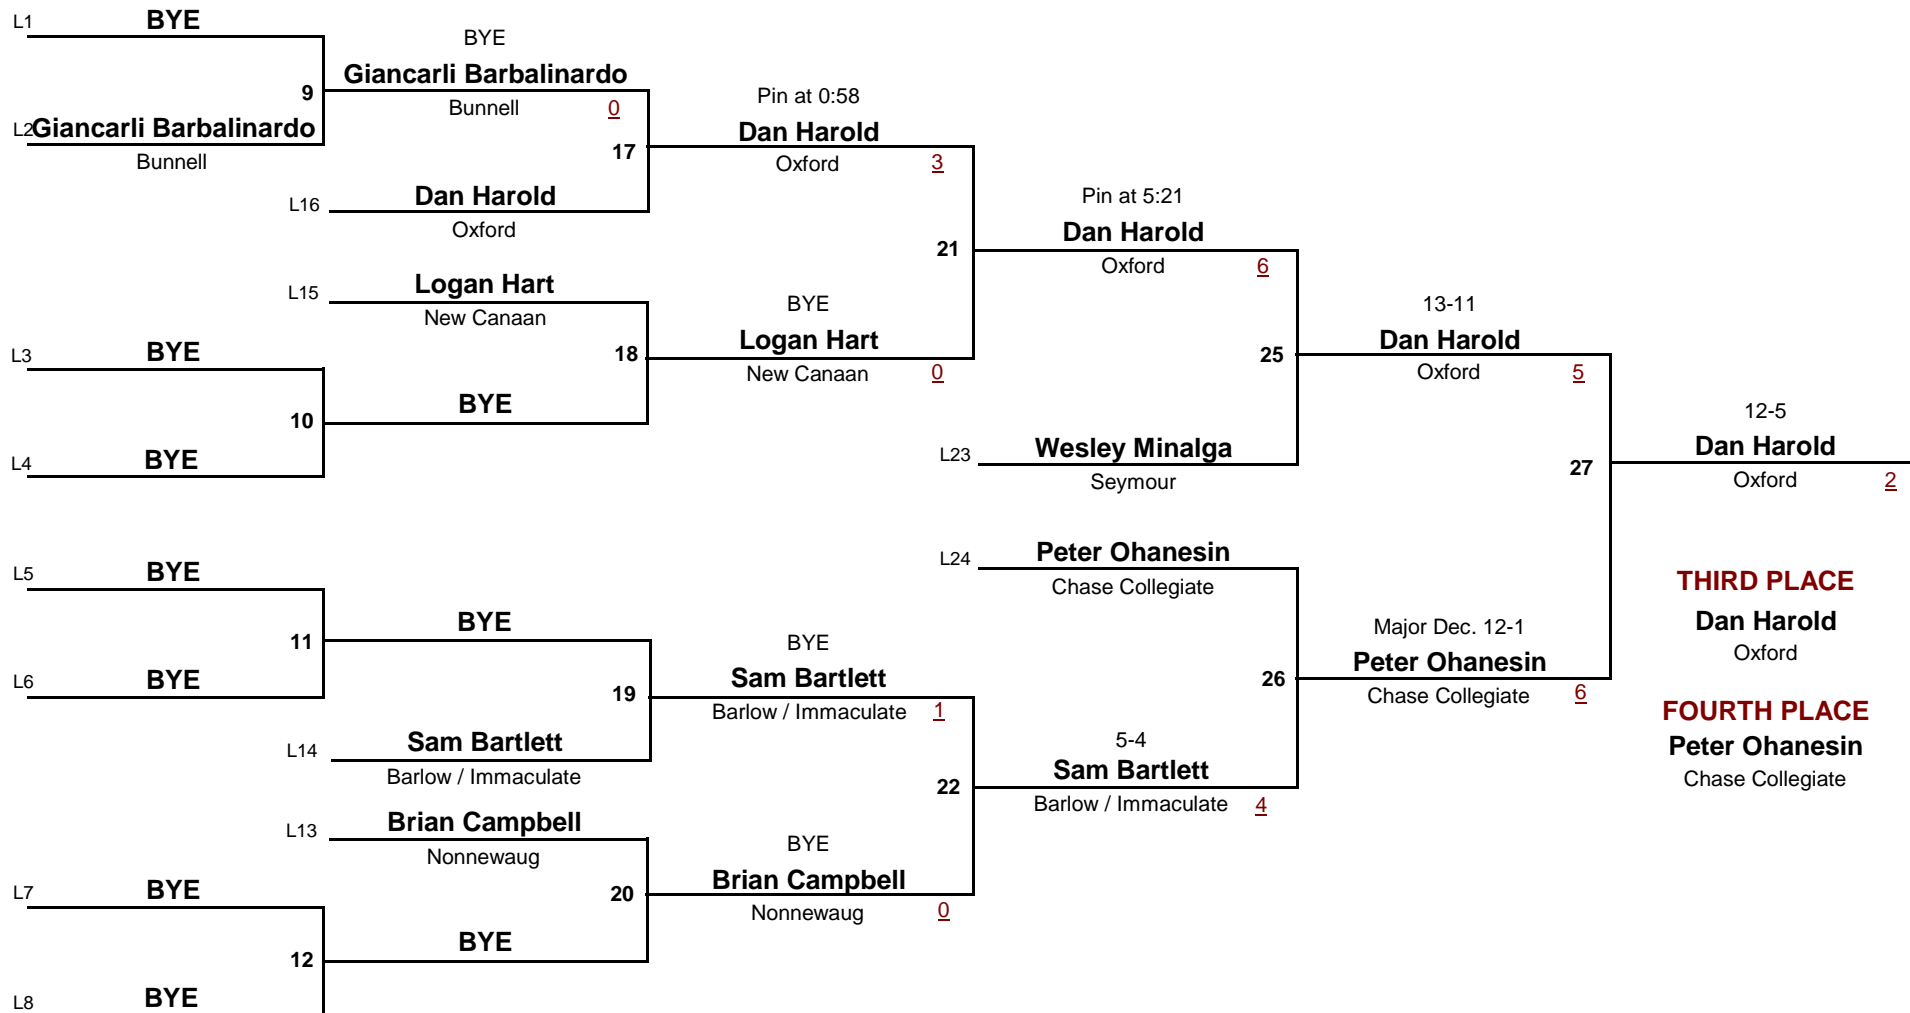 L1
BYE
9
L2
Giancarli Barbalinardo
Bunnell
BYE
Giancarli Barbalinardo
Bunnell
0
17
L16
Dan Harold
Oxford
Pin at 0:58
Dan Harold
Oxford
3
L15
Logan Hart
New Canaan
L3
BYE
10
L4
BYE
BYE
18
BYE
Logan Hart
New Canaan
0
21
Pin at 5:21
Dan Harold
Oxford
6
25
L23
Wesley Minalga
Seymour
13-11
Dan Harold
Oxford
5
27
12-5
Dan Harold
Oxford
2
L5
BYE
11
L6
BYE
BYE
19
L14
Sam Bartlett
Barlow / Immaculate
BYE
Sam Bartlett
Barlow / Immaculate
1
L13
Brian Campbell
Nonnewaug
L7
BYE
12
L8
BYE
BYE
20
BYE
Brian Campbell
Nonnewaug
0
22
L24
Peter Ohanesin
Chase Collegiate
5-4
Sam Bartlett
Barlow / Immaculate
4
26
Major Dec. 12-1
Peter Ohanesin
Chase Collegiate
6
THIRD PLACE
Dan Harold
Oxford
FOURTH PLACE
Peter Ohanesin
Chase Collegiate